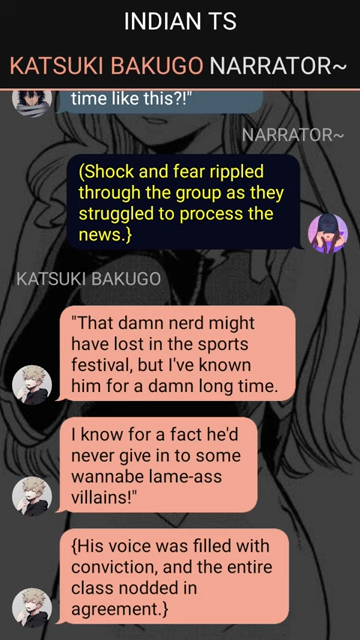 INDIAN TS
KATSUKI BAKUGO NARRATOR~
time like this?!"
NARRATOR~
(Shock and fear rippled
through the group as they
struggled to process the
news.}
KATSUKI BAKUGO
"That damn nerd might
have lost in the sports
festival, but I've known
him for a damn long time.
I know for a fact he'd
never give in to some
wannabe lame-ass
villains!"
{His voice was filled with
conviction, and the entire
class nodded in
agreement.}